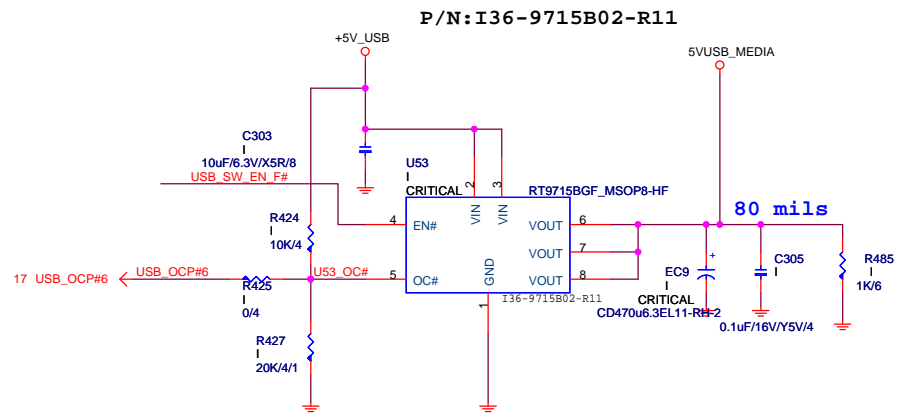 P/N:I36-9715B02-R11
+5V_USB
5VUSB_MEDIA
C303
10uF/6.3V/X5R/8
USB_SW_EN_F#
U53
CRITICAL
2
3
RT9715BGF_MSOP8-HF
80 mils
4
EN#
VIN
VIN
VOUT
6
R424
10K/4
VOUT
7
17 USB_OCP#6
USB_OCP#6
U53_OC#
5
OC#
GND
VOUT
8
R425
0/4
1
I36-9715B02-R11
EC9
+
CRITICAL
CD470u6.3EL11-RH-2
C305
0.1uF/16V/Y5V/4
R485
1K/6
R427
20K/4/1